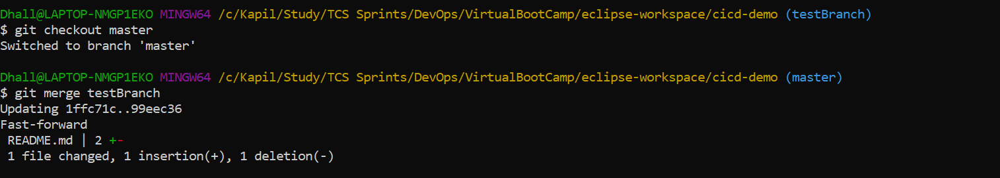 Dhall@LAPTOP-NMGP1EKO MINGW64 /c/Kapil/Study/TCS Sprints/DevOps/VirtualBootCamp/eclipse-workspace/cicd-demo (testBranch)
$ git checkout master
Switched to branch 'master'
Dhall@LAPTOP-NMGP1EKO MINGW64 /c/Kapil/Study/TCS Sprints/DevOps/VirtualBootCamp/eclipse-workspace/cicd-demo (master)
$ git merge testBranch
Updating 1ffc71c..99eec36
Fast-forward
 README.md | 2 +-
 1 file changed, 1 insertion(+), 1 deletion(-)